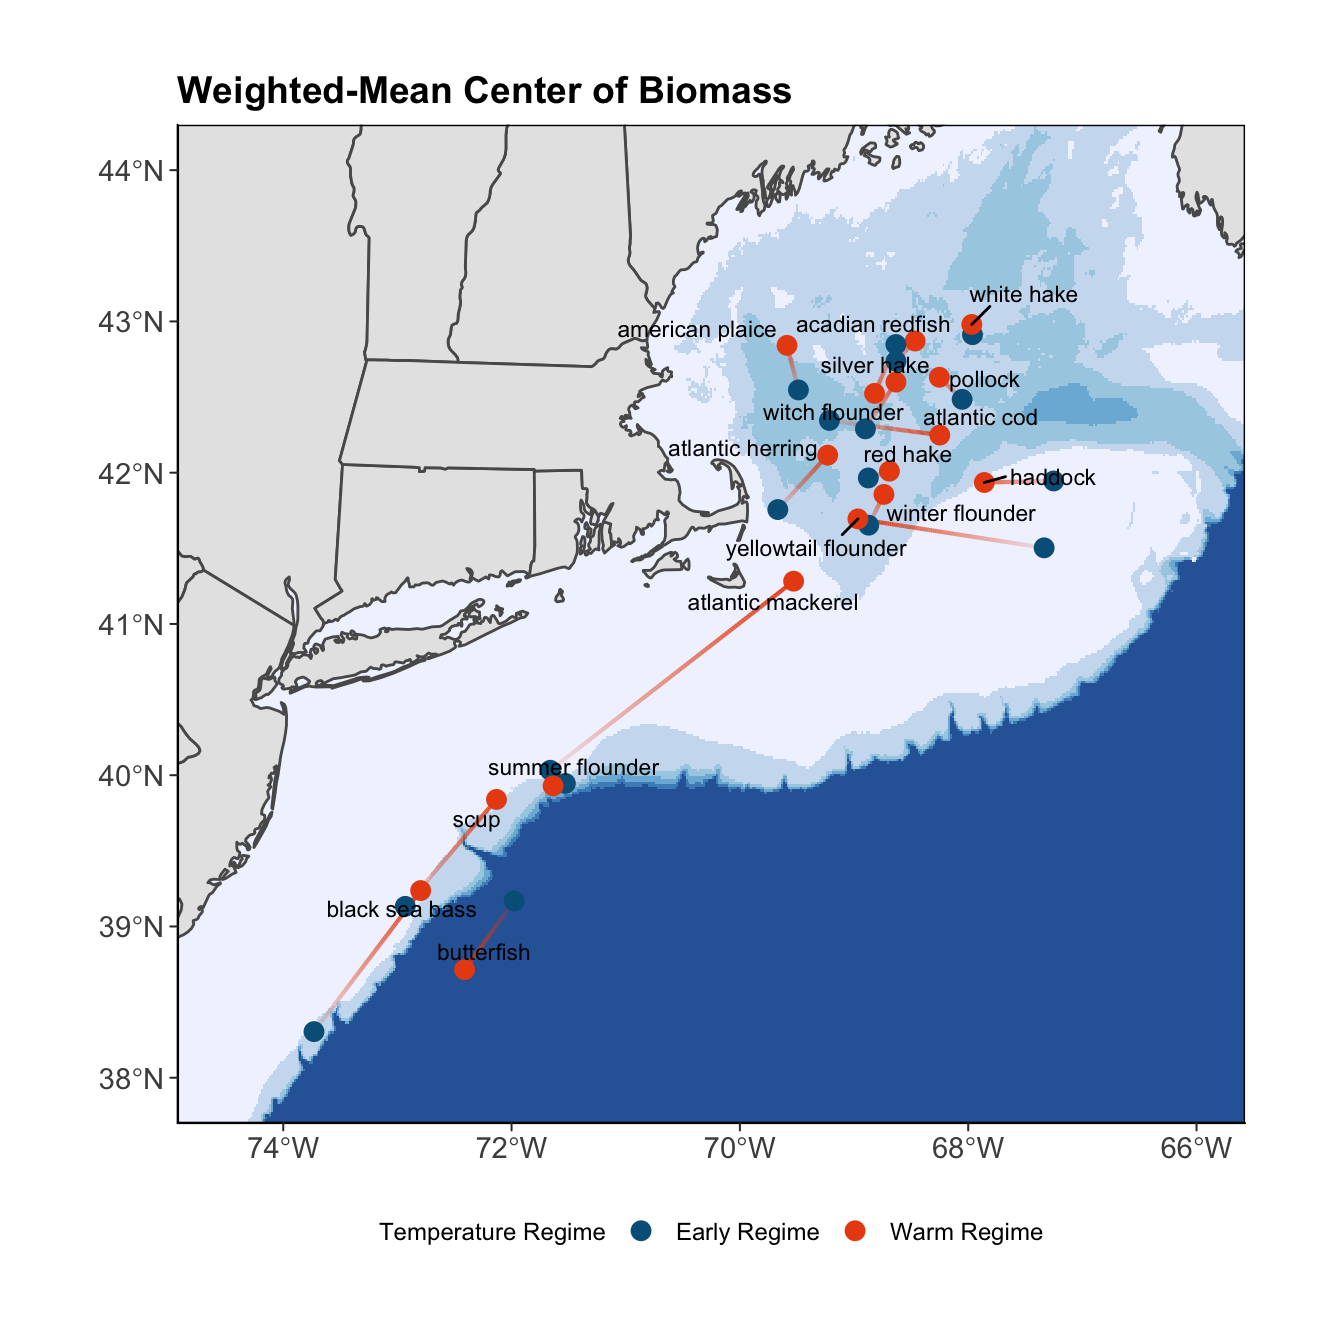 Weighted-Mean Center of Biomass
44°N
43°N
42°N
41°N
40°N
39°N
38°N
white hake
american plaice
acadian redfish
silver hake
pollock
witch flounder
atlantic cod
atlantic herring
red hake
haddock
winter flounder
yellowtail flounder
atlantic mackerel
summer flounder
scup
black sea bass
butterfish
74°W
72°W
70°W
68°W
66°W
Temperature Regime
Early Regime
Warm Regime